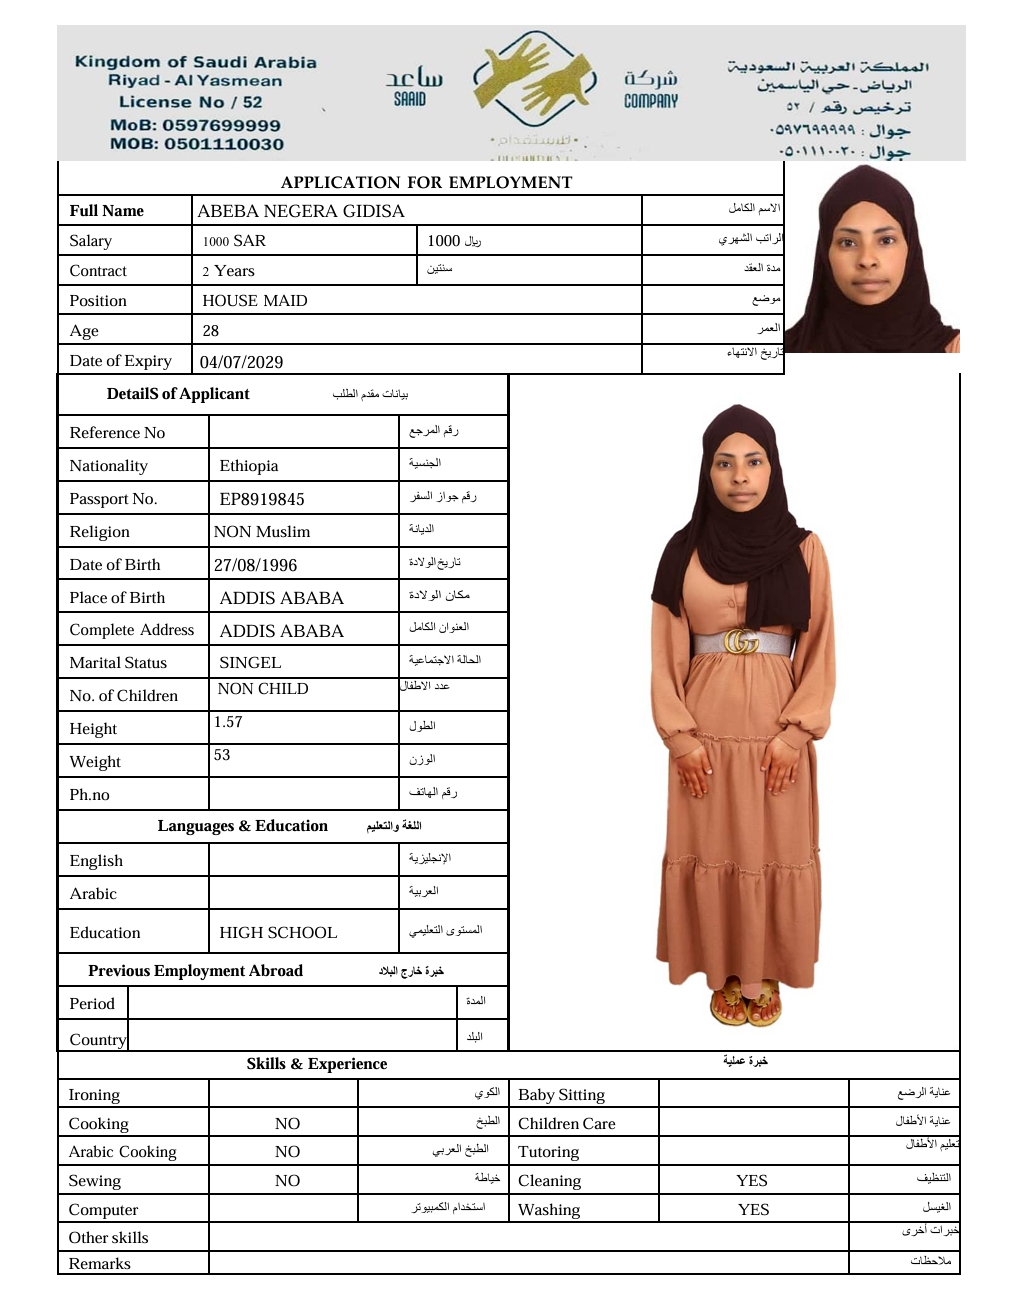 Kingdom of Saudi Arabia
Riyad - Al Yasmean
License No / 52
MoB: 0597699999
MOB: 0501110030
ساعد
SAAID
شركة
COMPANY
المملكة العربية السعودية
الرياض - حي الياسمين
ترخيص رقم / ٥٢
جوال : ٠٥٩٧٦٩٩٩٩٩
جوال : ٠٥٠١١١٠٠٣٠
للاستقدام
APPLICATION FOR EMPLOYMENT
Full Name ABEBA NEGERA GIDISA الاسم الكامل
Salary 1000 SAR 1000 ريال الراتب الشهري
Contract 2 Years سنتين مدة العقد
Position HOUSE MAID موضع
Age 28 العمر
Date of Expiry 04/07/2029 تاريخ الانتهاء
DetailS of Applicant بيانات مقدم الطلب
Reference No رقم المرجع
Nationality Ethiopia الجنسية
Passport No. EP8919845 رقم جواز السفر
Religion NON Muslim الديانة
Date of Birth 27/08/1996 تاريخ الولادة
Place of Birth ADDIS ABABA مكان الولادة
Complete Address ADDIS ABABA العنوان الكامل
Marital Status SINGEL الحالة الاجتماعية
No. of Children NON CHILD عدد الاطفال
Height 1.57 الطول
Weight 53 الوزن
Ph.no رقم الهاتف
Languages & Education اللغة والتعليم
English الإنجليزية
Arabic العربية
Education HIGH SCHOOL المستوى التعليمي
Previous Employment Abroad خبرة خارج البلاد
Period المدة
Country البلد
Skills & Experience خبرة عملية
Ironing الكوي Baby Sitting عناية الرضع
Cooking NO الطبخ Children Care عناية الأطفال
Arabic Cooking NO الطبخ العربي Tutoring تعليم الأطفال
Sewing NO خياطة Cleaning YES التنظيف
Computer استخدام الكمبيوتر Washing YES الغيسل
Other skills خبرات أخرى
Remarks ملاحظات